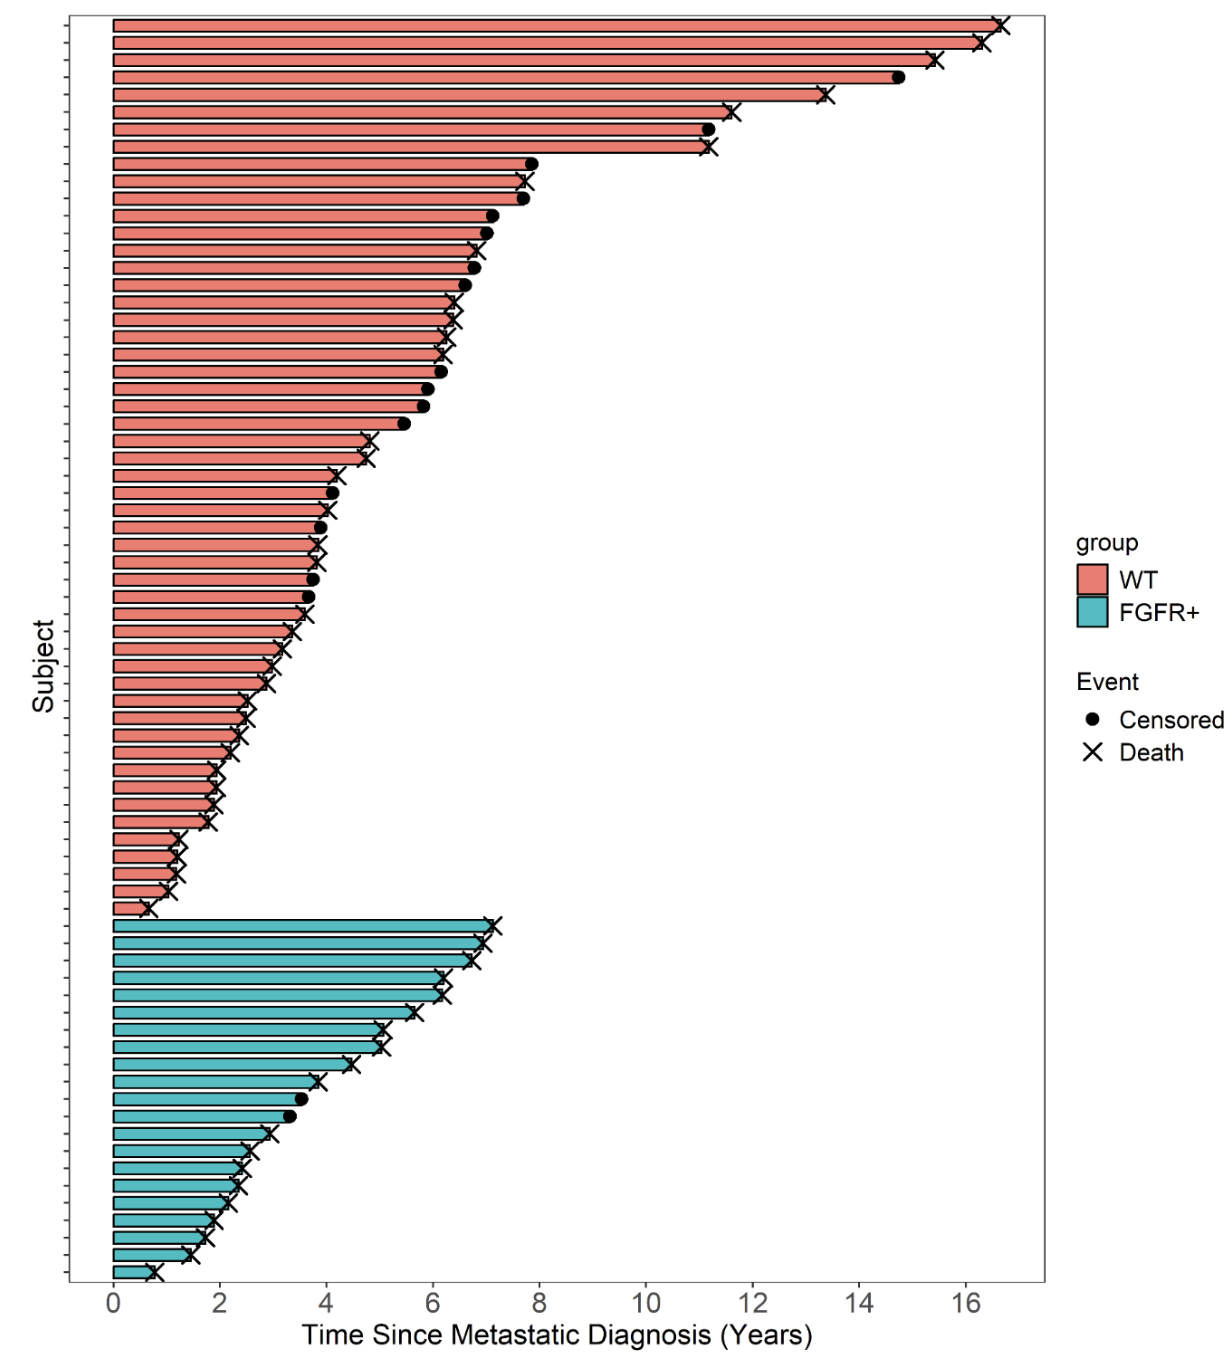 Subject
group
WT
FGFR+
Event
Censored
Death
0 2 4 6 8 10 12 14 16
Time Since Metastatic Diagnosis (Years)